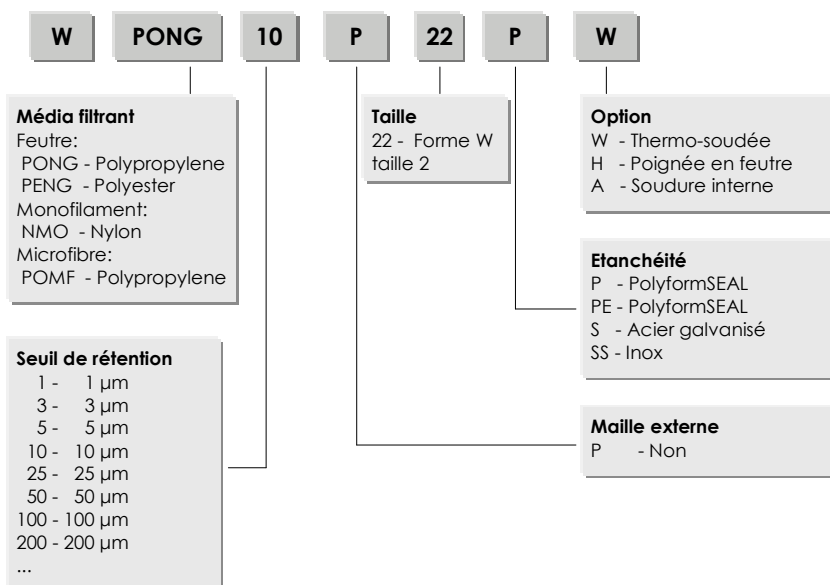 W PONG 10 P 22 P W
Média filtrant
Feutre:
PONG - Polypropylene
PENG - Polyester
Monofilament:
NMO - Nylon
Microfibre:
POMF - Polypropylene
Taille
22 - Forme W
taille 2
Option
W - Thermo-soudée
H - Poignée en feutre
A - Soudure interne
Etanchéité
P - PolyformSEAL
PE - PolyformSEAL
S - Acier galvanisé
SS - Inox
Seuil de rétention
1 - 1 µm
3 - 3 µm
5 - 5 µm
10 - 10 µm
25 - 25 µm
50 - 50 µm
100 - 100 µm
200 - 200 µm
...
Maille externe
P - Non